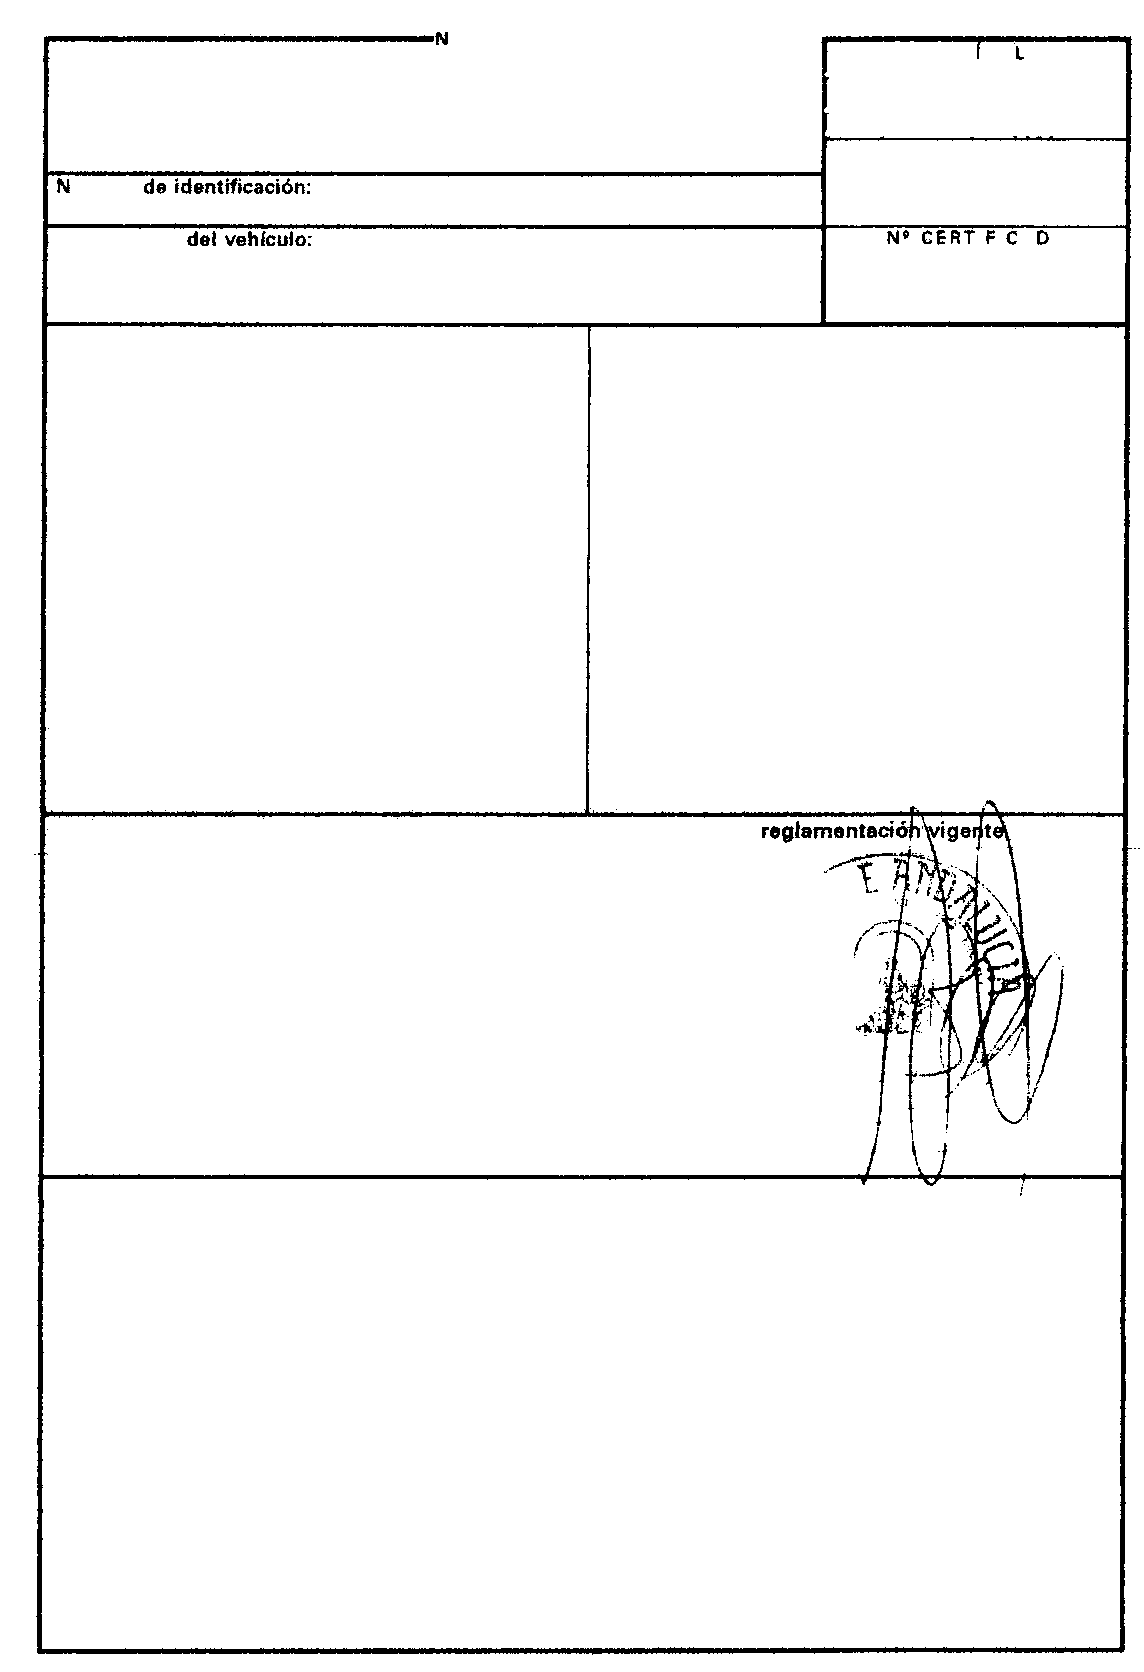 N
L
N de identificación:
del vehículo:
Nº CERT F C D
reglamentación vigente
E ANDALUCIA